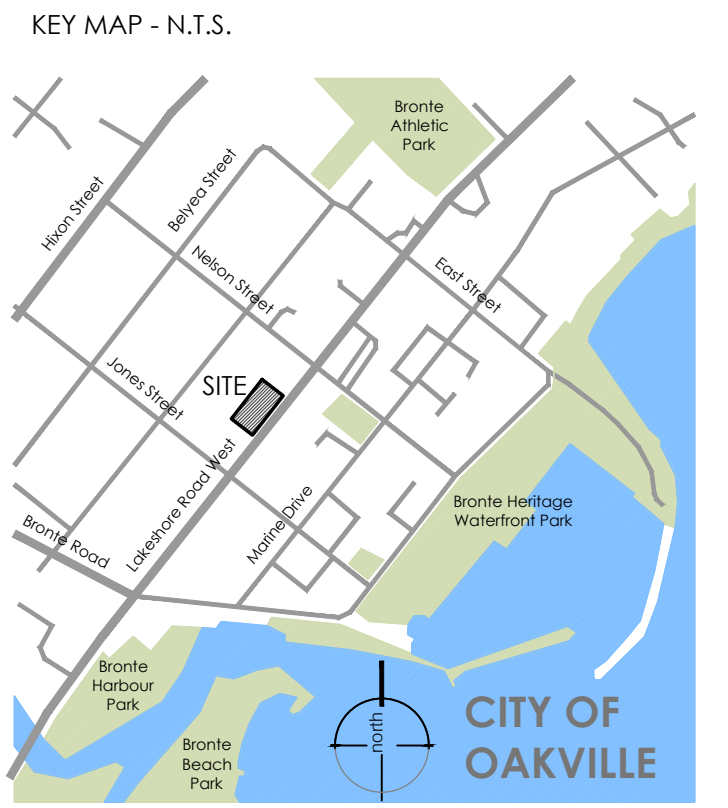 KEY MAP - N.T.S.
Bronte
Athletic
Park
Belyea Street
Hixon Street
Nelson Street
East Street
Jones Street
SITE
Lakeshore Road West
Marine Drive
Bronte Heritage
Waterfront Park
Bronte Road
Bronte
Harbour
Park
north
CITY OF
OAKVILLE
Bronte
Beach
Park